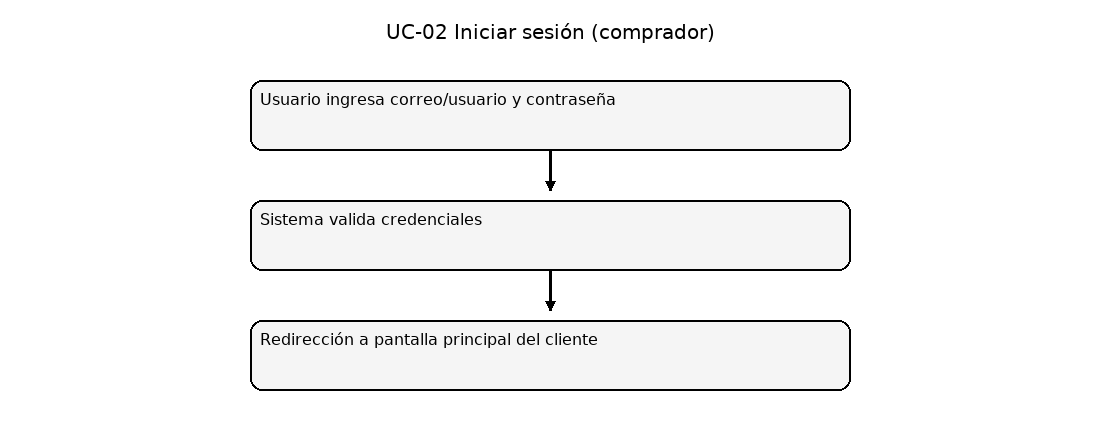 UC-02 Iniciar sesión (comprador)
Usuario ingresa correo/usuario y contraseña
Sistema valida credenciales
Redirección a pantalla principal del cliente